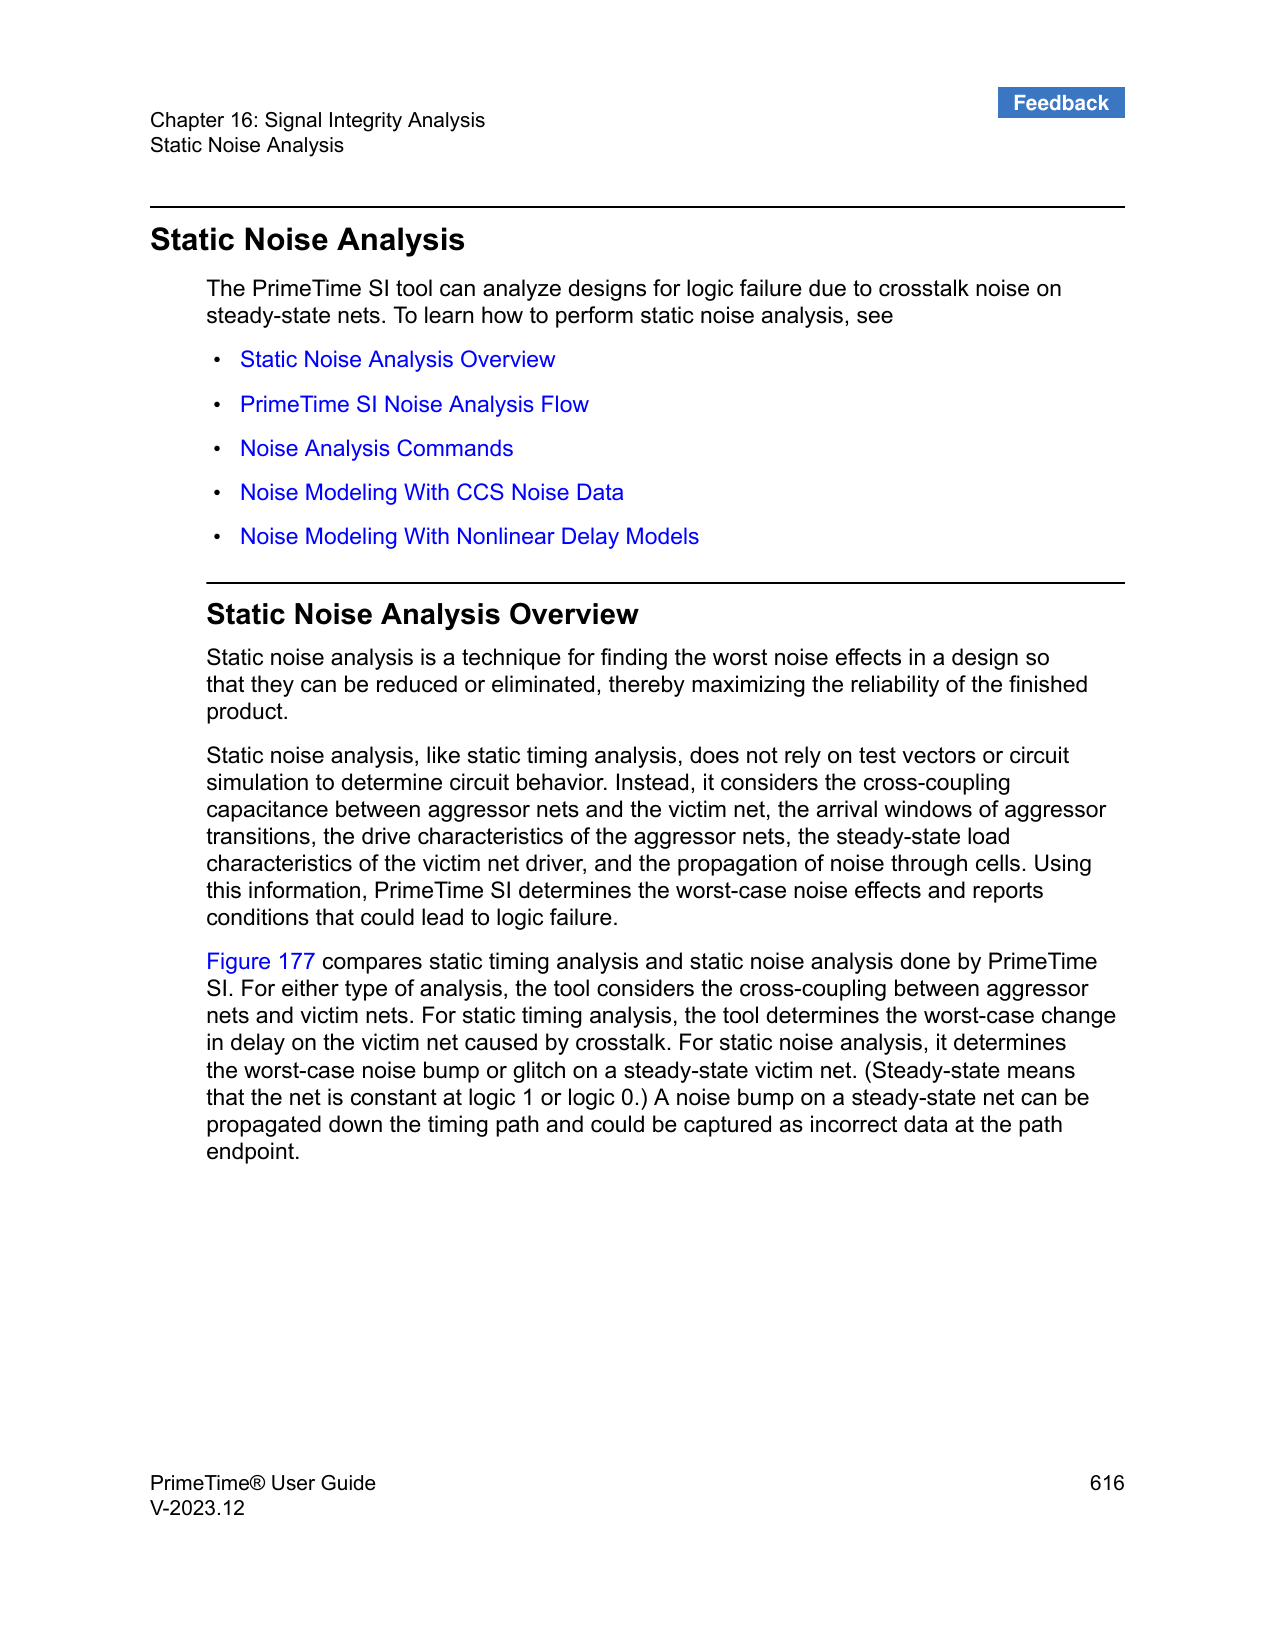 Feedback
Chapter 16: Signal Integrity Analysis
Static Noise Analysis
Static Noise Analysis
The PrimeTime SI tool can analyze designs for logic failure due to crosstalk noise on
steady-state nets. To learn how to perform static noise analysis, see
• Static Noise Analysis Overview
• PrimeTime SI Noise Analysis Flow
• Noise Analysis Commands
• Noise Modeling With CCS Noise Data
• Noise Modeling With Nonlinear Delay Models
Static Noise Analysis Overview
Static noise analysis is a technique for finding the worst noise effects in a design so
that they can be reduced or eliminated, thereby maximizing the reliability of the finished
product.
Static noise analysis, like static timing analysis, does not rely on test vectors or circuit
simulation to determine circuit behavior. Instead, it considers the cross-coupling
capacitance between aggressor nets and the victim net, the arrival windows of aggressor
transitions, the drive characteristics of the aggressor nets, the steady-state load
characteristics of the victim net driver, and the propagation of noise through cells. Using
this information, PrimeTime SI determines the worst-case noise effects and reports
conditions that could lead to logic failure.
Figure 177 compares static timing analysis and static noise analysis done by PrimeTime
SI. For either type of analysis, the tool considers the cross-coupling between aggressor
nets and victim nets. For static timing analysis, the tool determines the worst-case change
in delay on the victim net caused by crosstalk. For static noise analysis, it determines
the worst-case noise bump or glitch on a steady-state victim net. (Steady-state means
that the net is constant at logic 1 or logic 0.) A noise bump on a steady-state net can be
propagated down the timing path and could be captured as incorrect data at the path
endpoint.
PrimeTime® User Guide 616
V-2023.12